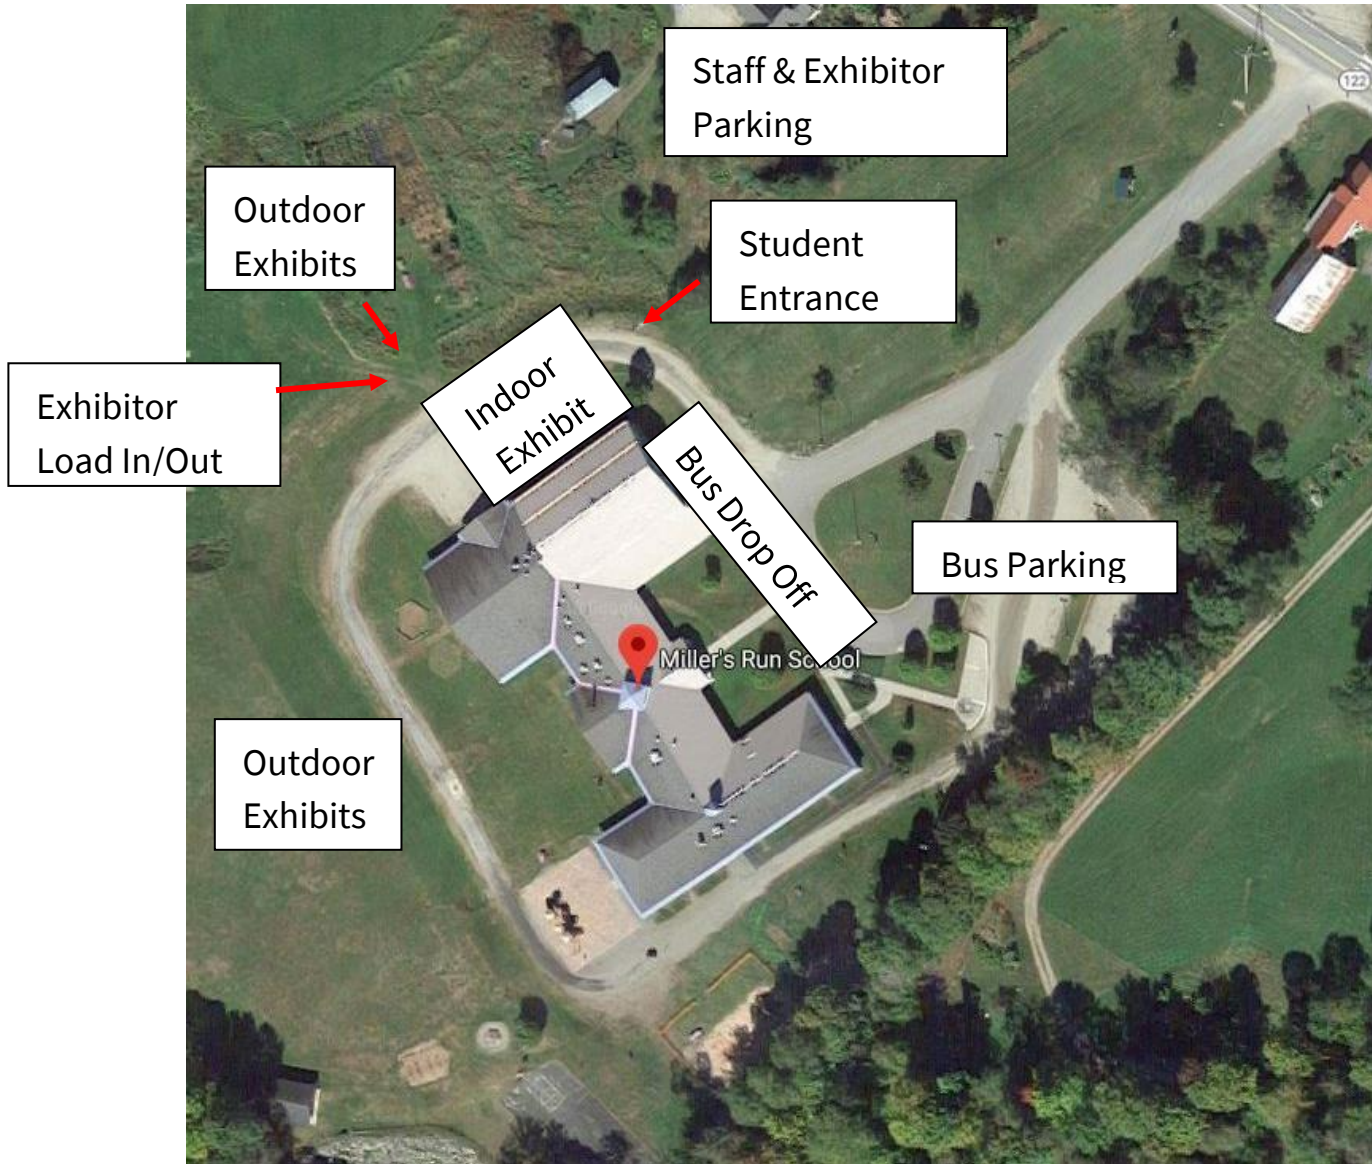 Staff & Exhibitor
Parking
122
Outdoor
Exhibits
Student
Entrance
Exhibitor
Load In/Out
Indoor
Exhibit
Bus Drop Off
Bus Parking
Miller's Run School
Outdoor
Exhibits